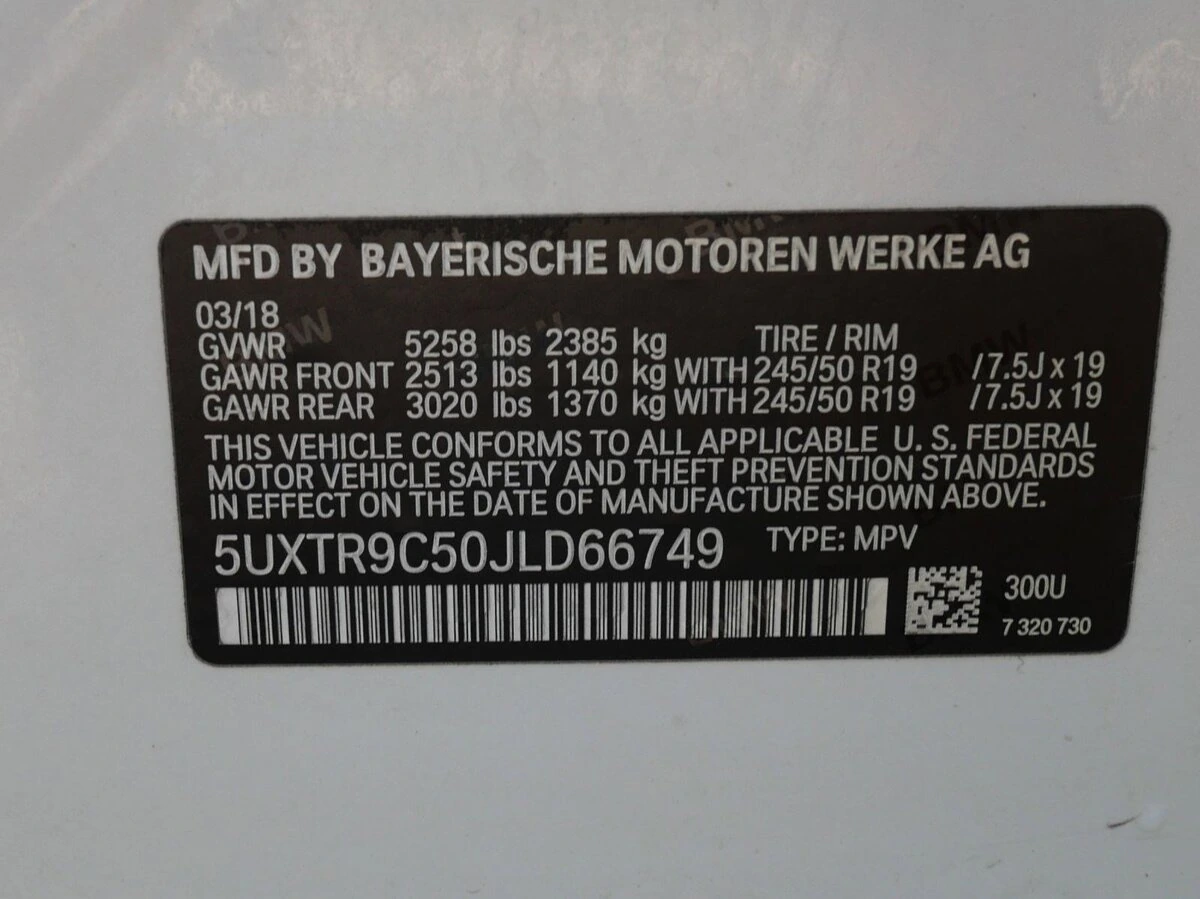 MFD BY BAYERISCHE MOTOREN WERKE AG
03/18
GVWR 5258 lbs 2385 kg TIRE / RIM
GAWR FRONT 2513 lbs 1140 kg WITH 245/50 R19 /7.5J x 19
GAWR REAR 3020 lbs 1370 kg WITH 245/50 R19 /7.5J x 19
THIS VEHICLE CONFORMS TO ALL APPLICABLE U. S. FEDERAL
MOTOR VEHICLE SAFETY AND THEFT PREVENTION STANDARDS
IN EFFECT ON THE DATE OF MANUFACTURE SHOWN ABOVE.
5UXTR9C50JLD66749 TYPE: MPV
300U
7 320 730